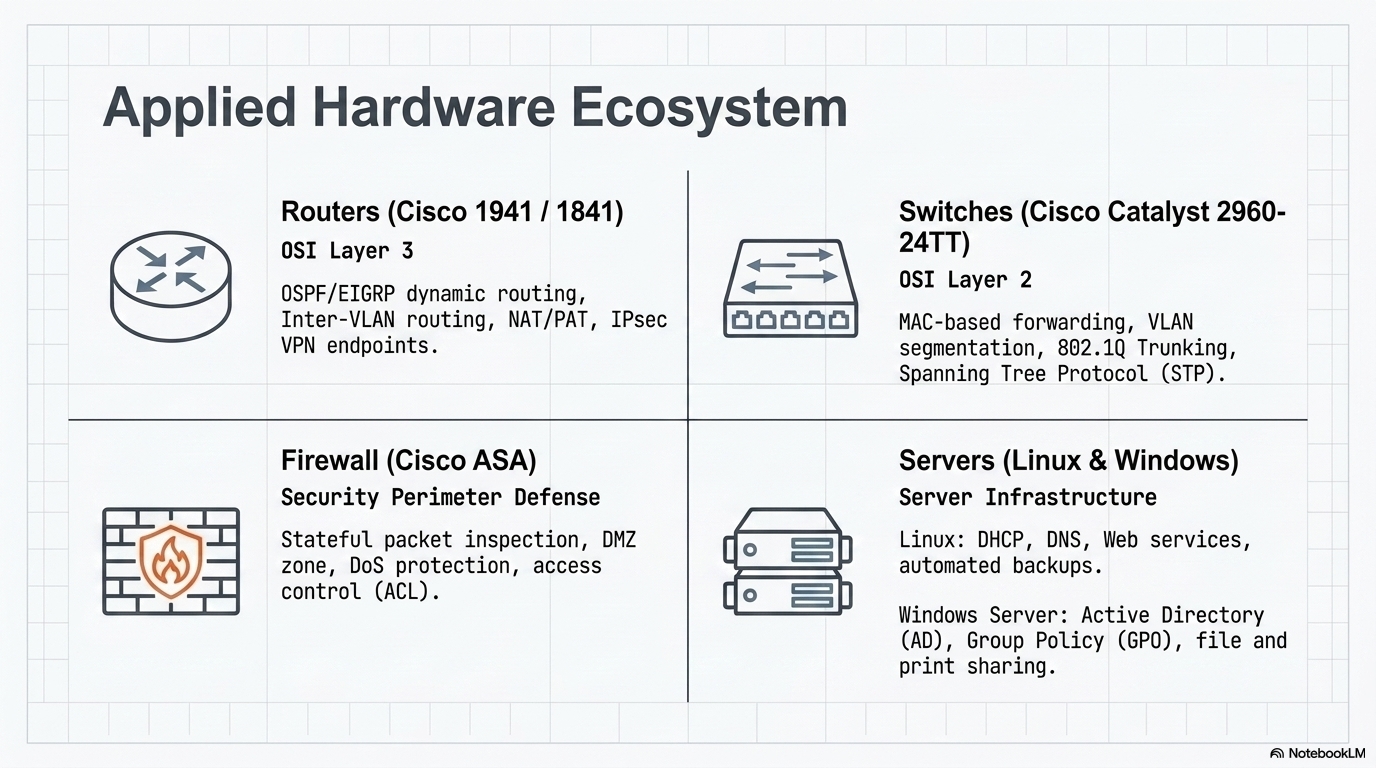 Applied Hardware Ecosystem
Routers (Cisco 1941 / 1841)
OSI Layer 3
OSPF/EIGRP dynamic routing,
Inter-VLAN routing, NAT/PAT, IPsec
VPN endpoints.
Switches (Cisco Catalyst 2960-
24TT)
OSI Layer 2
MAC-based forwarding, VLAN
segmentation, 802.1Q Trunking,
Spanning Tree Protocol (STP).
Firewall (Cisco ASA)
Security Perimeter Defense
Stateful packet inspection, DMZ
zone, DoS protection, access
control (ACL).
Servers (Linux & Windows)
Server Infrastructure
Linux: DHCP, DNS, Web services,
automated backups.
Windows Server: Active Directory
(AD), Group Policy (GPO), file and
print sharing.
NotebookLM